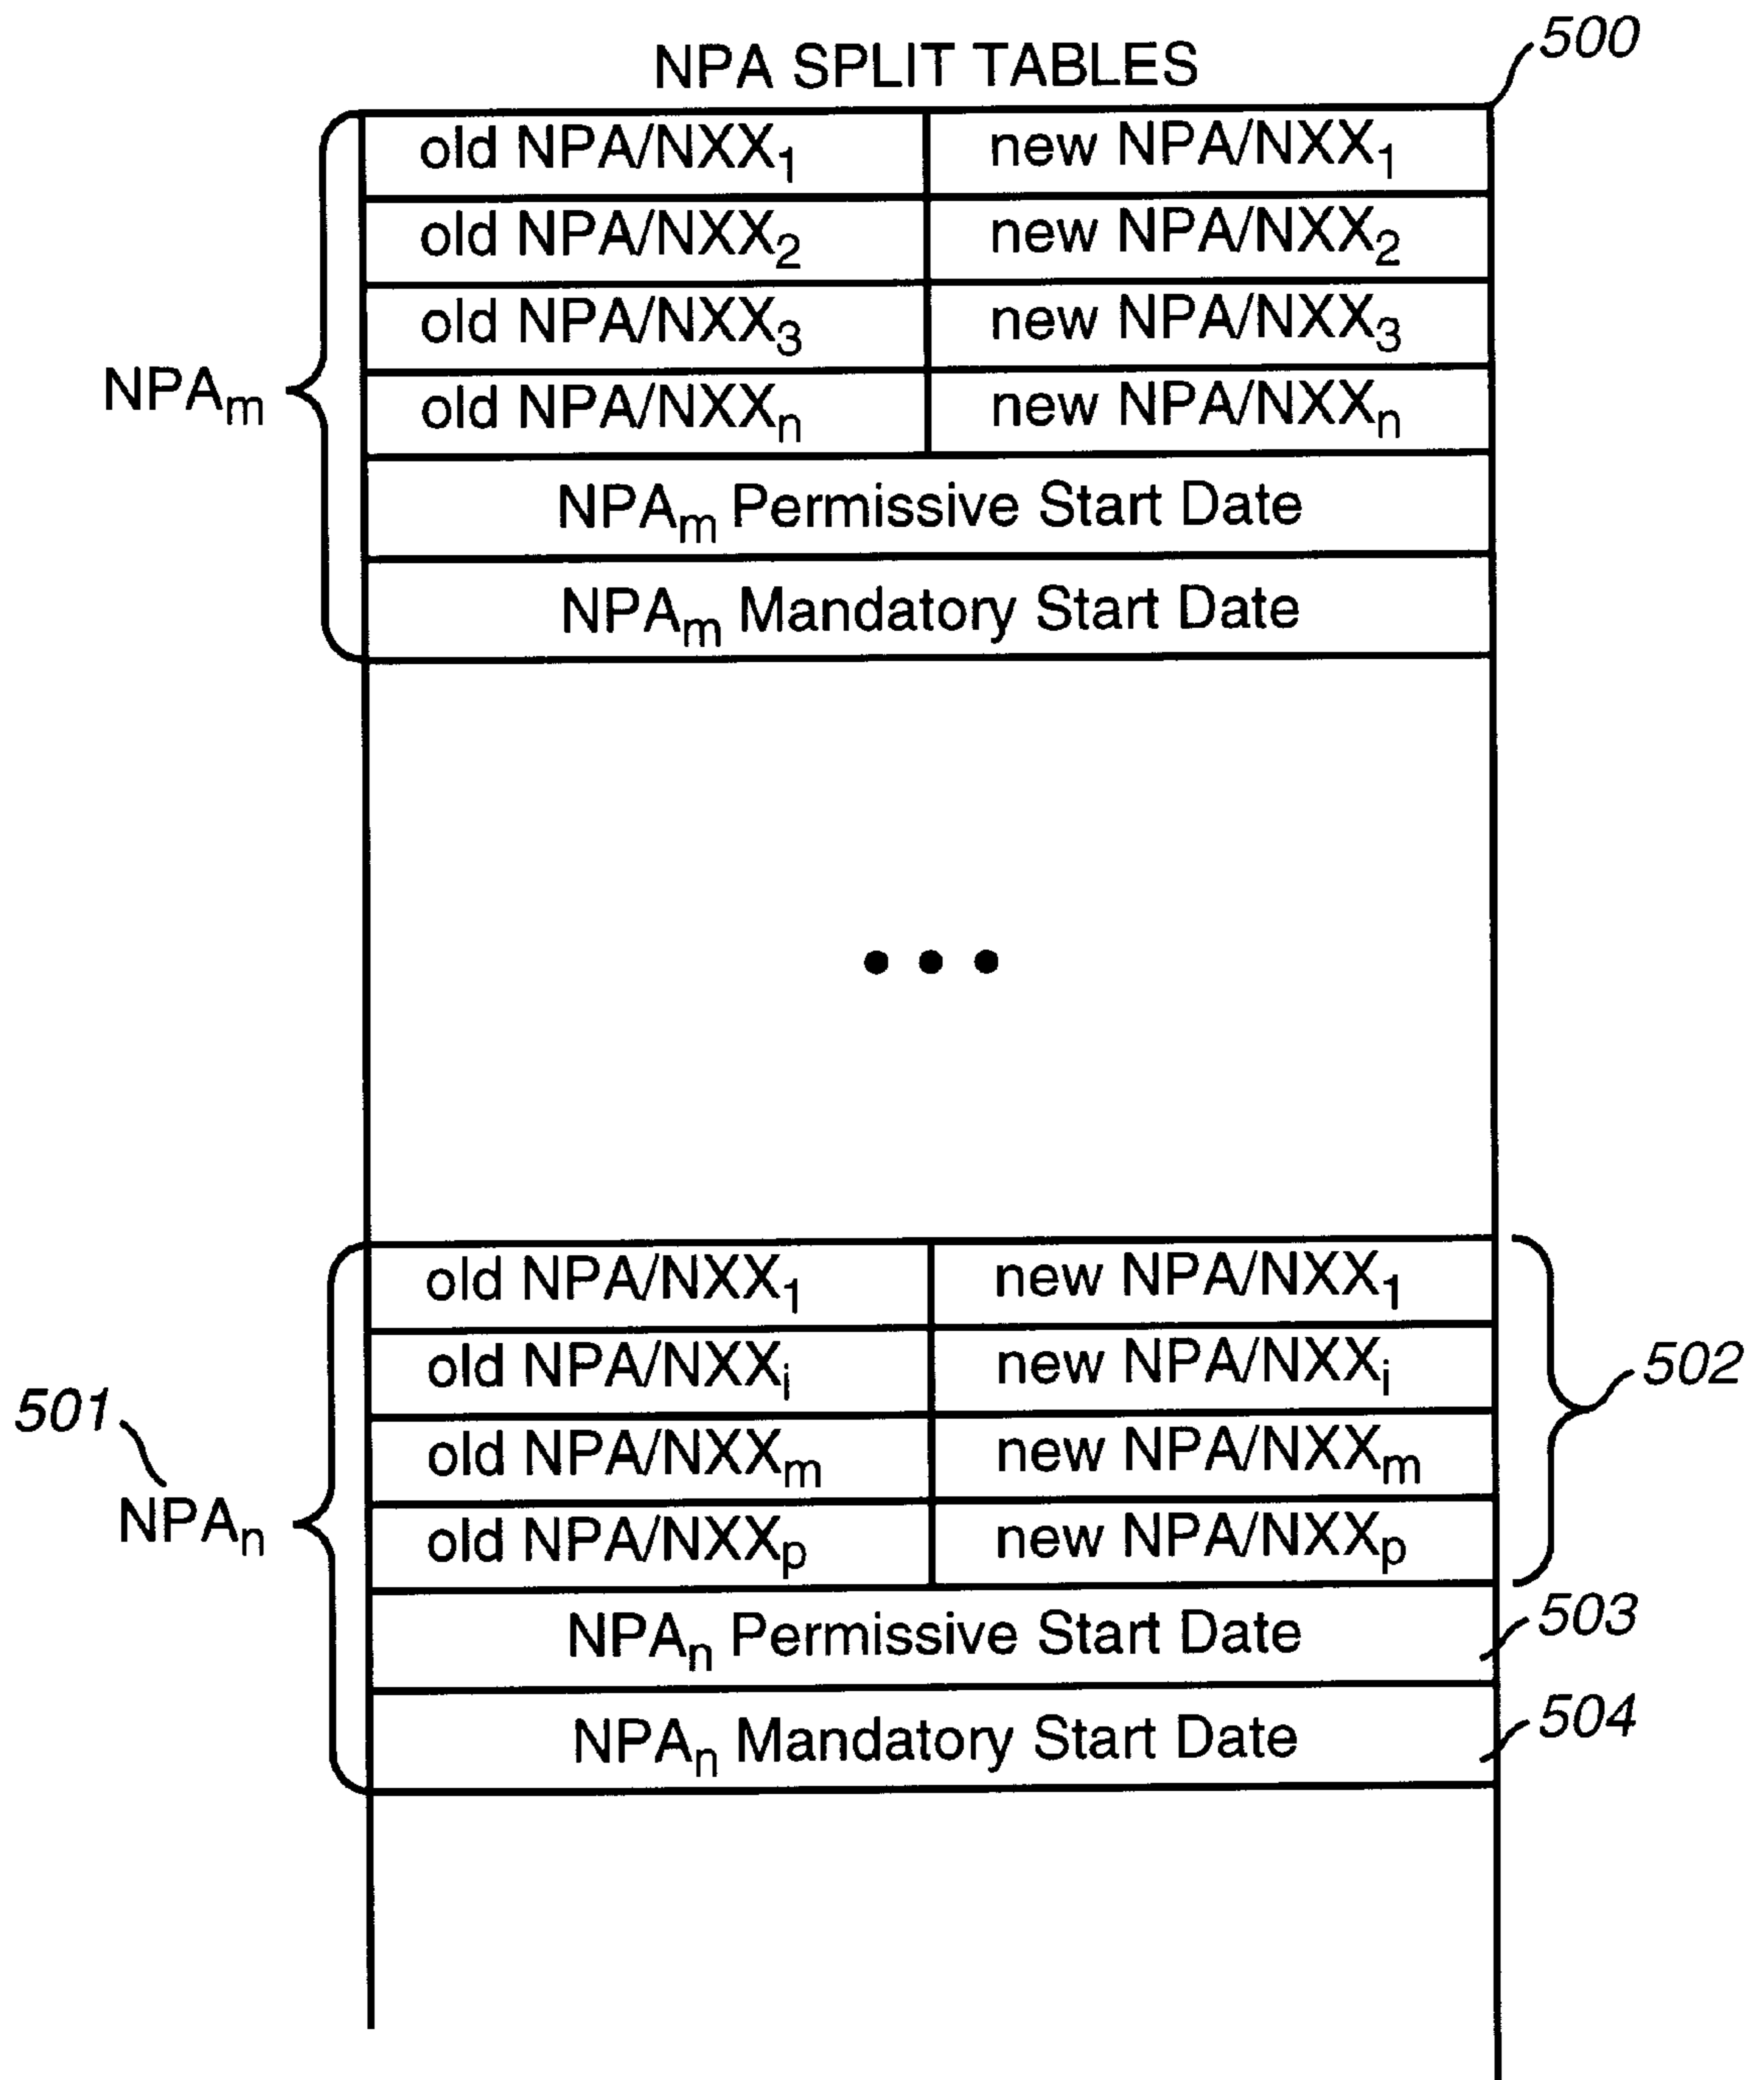 500
NPA SPLIT TABLES
old NPA/NXX₁ new NPA/NXX₁
old NPA/NXX₂ new NPA/NXX₂
old NPA/NXX₃ new NPA/NXX₃
NPAₘ
old NPA/NXXₙ new NPA/NXXₙ
NPAₘ Permissive Start Date
NPAₘ Mandatory Start Date
• • •
old NPA/NXX₁ new NPA/NXX₁
old NPA/NXXᵢ new NPA/NXXᵢ
502
501
old NPA/NXXₘ new NPA/NXXₘ
NPAₙ
old NPA/NXXₚ new NPA/NXXₚ
503
NPAₙ Permissive Start Date
504
NPAₙ Mandatory Start Date